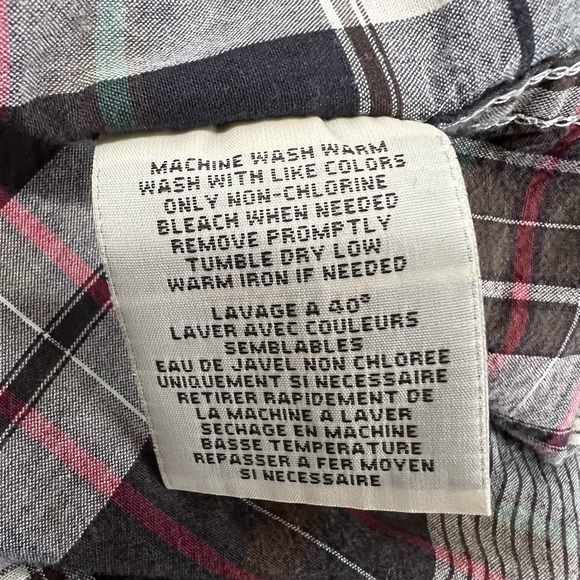 MACHINE WASH WARM
WASH WITH LIKE COLORS
ONLY NON-CHLORINE
BLEACH WHEN NEEDED
REMOVE PROMPTLY
TUMBLE DRY LOW
WARM IRON IF NEEDED
LAVAGE A 40°
LAVER AVEC COULEURS
SEMBLABLES
EAU DE JAVEL NON CHLOREE
UNIQUEMENT SI NECESSAIRE
RETIRER RAPIDEMENT DE
LA MACHINE A LAVER
SECHAGE EN MACHINE
BASSE TEMPERATURE
REPASSER A FER MOYEN
SI NECESSAIRE